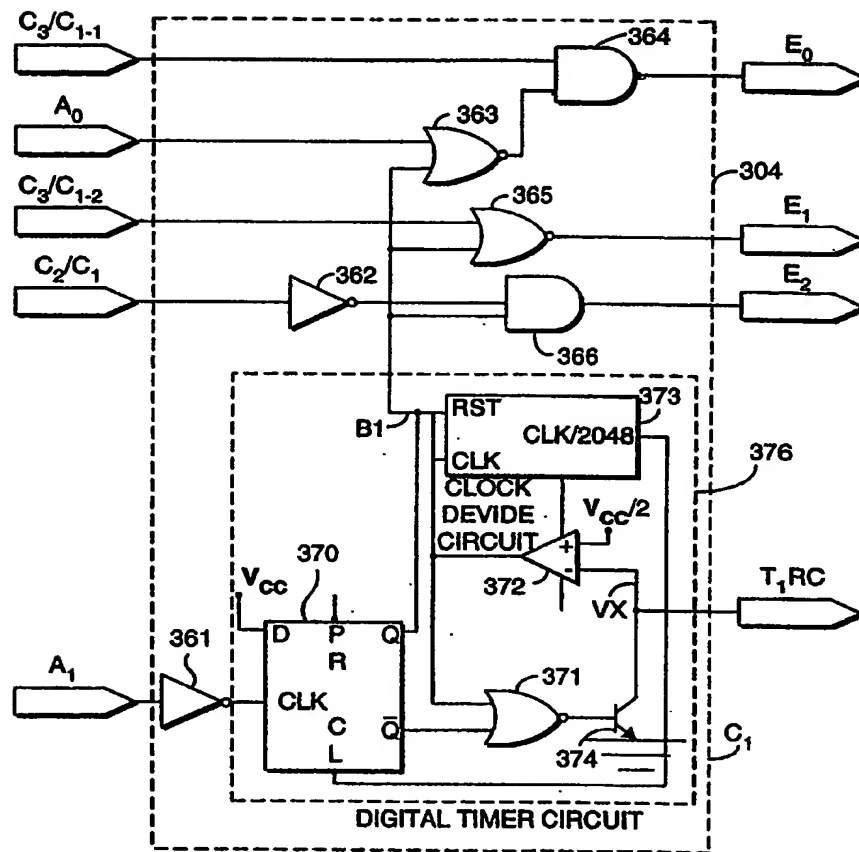 C3/C1-1
364
E0
A0
363
C3/C1-2
365
304
E1
C2/C1
362
E2
366
RST
373
B1
CLK/2048
CLK
376
CLOCK
DEVIDE
CIRCUIT
VCC/2
+
-
370
372
VCC
VX
T1RC
D
P
R
Q
361
371
A1
CLK
C
L
Q̅
374
C1
DIGITAL TIMER CIRCUIT